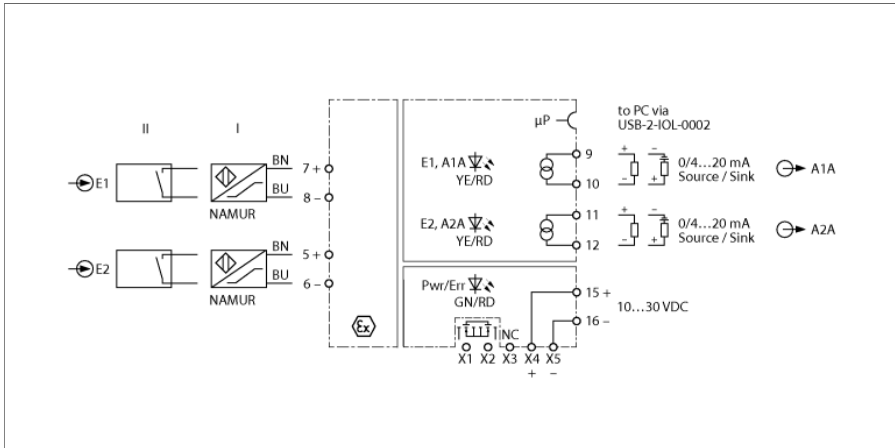 II
I
to PC via
USB-2-IOL-0002
µP
E1
BN
7 +
BU
8 –
NAMUR
E1, A1A
YE/RD
9
10
+
–
–
+
0/4...20 mA
Source / Sink
A1A
E2
BN
5 +
BU
6 –
NAMUR
E2, A2A
YE/RD
11
12
+
–
–
+
0/4...20 mA
Source / Sink
A2A
Ex
Pwr/Err
GN/RD
15 +
16 –
10...30 VDC
NC
X1 X2 X3 X4 X5
+ –